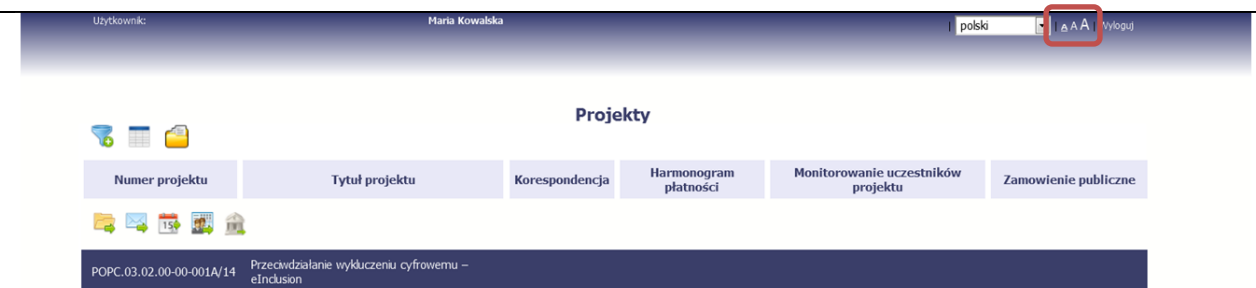 Użytkownik: Maria Kowalska | polski | A A A | Wyloguj
Projekty
Numer projektu Tytuł projektu Korespondencja Harmonogram płatności Monitorowanie uczestników projektu Zamowienie publiczne
15
POPC.03.02.00-00-001A/14 Przeciwdziałanie wykluczeniu cyfrowemu –
eInclusion